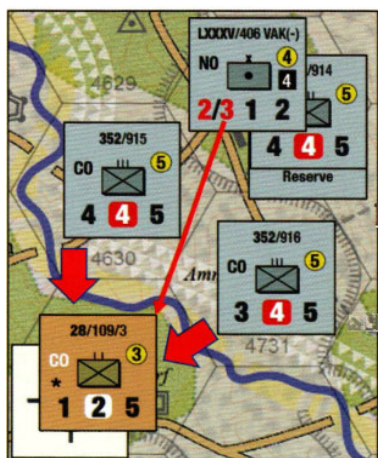 LXXXV/406 VAK(-)
4
NO
4
2/3 1 2
4629
/914
5
4 4 5
Reserve
352/915
CO
5
4 4 5
4630
352/916
CO
5
3 4 5
4731
28/109/3
CO
3
*
1 2 5